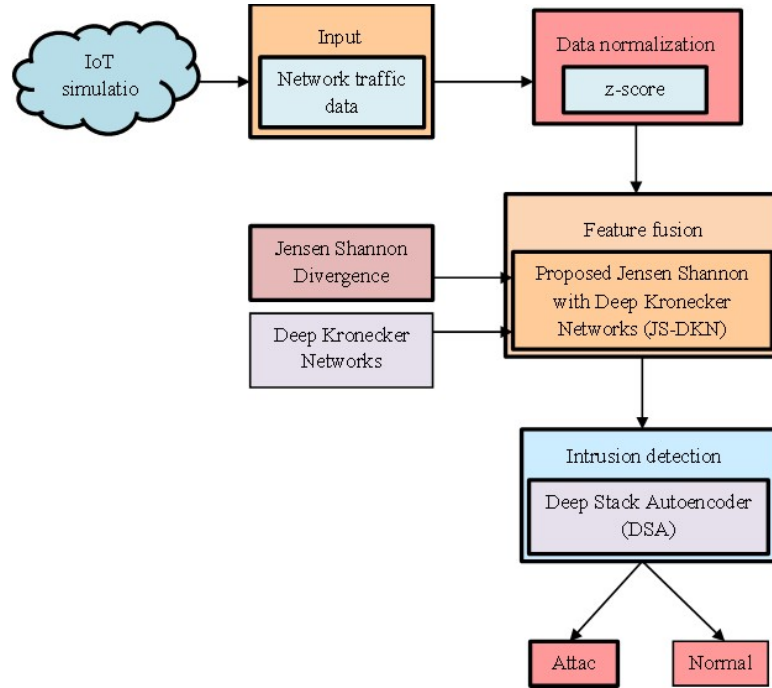 IoT
simulatio
Input
Network traffic
data
Data normalization
z-score
Feature fusion
Proposed Jensen Shannon
with Deep Kronecker
Networks (JS-DKN)
Jensen Shannon
Divergence
Deep Kronecker
Networks
Intrusion detection
Deep Stack Autoencoder
(DSA)
Attac
Normal